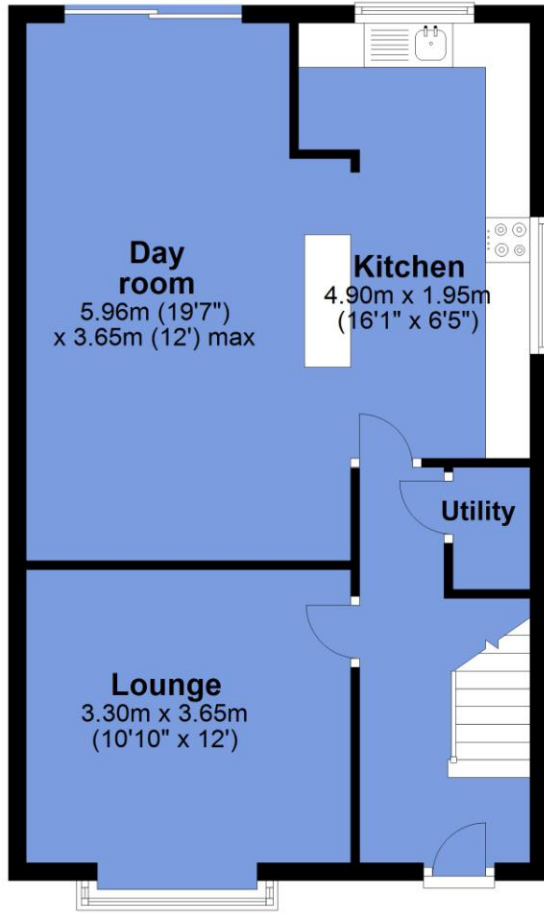 Day
room
5.96m (19'7")
x 3.65m (12') max
Kitchen
4.90m x 1.95m
(16'1" x 6'5")
Utility
Lounge
3.30m x 3.65m
(10'10" x 12')